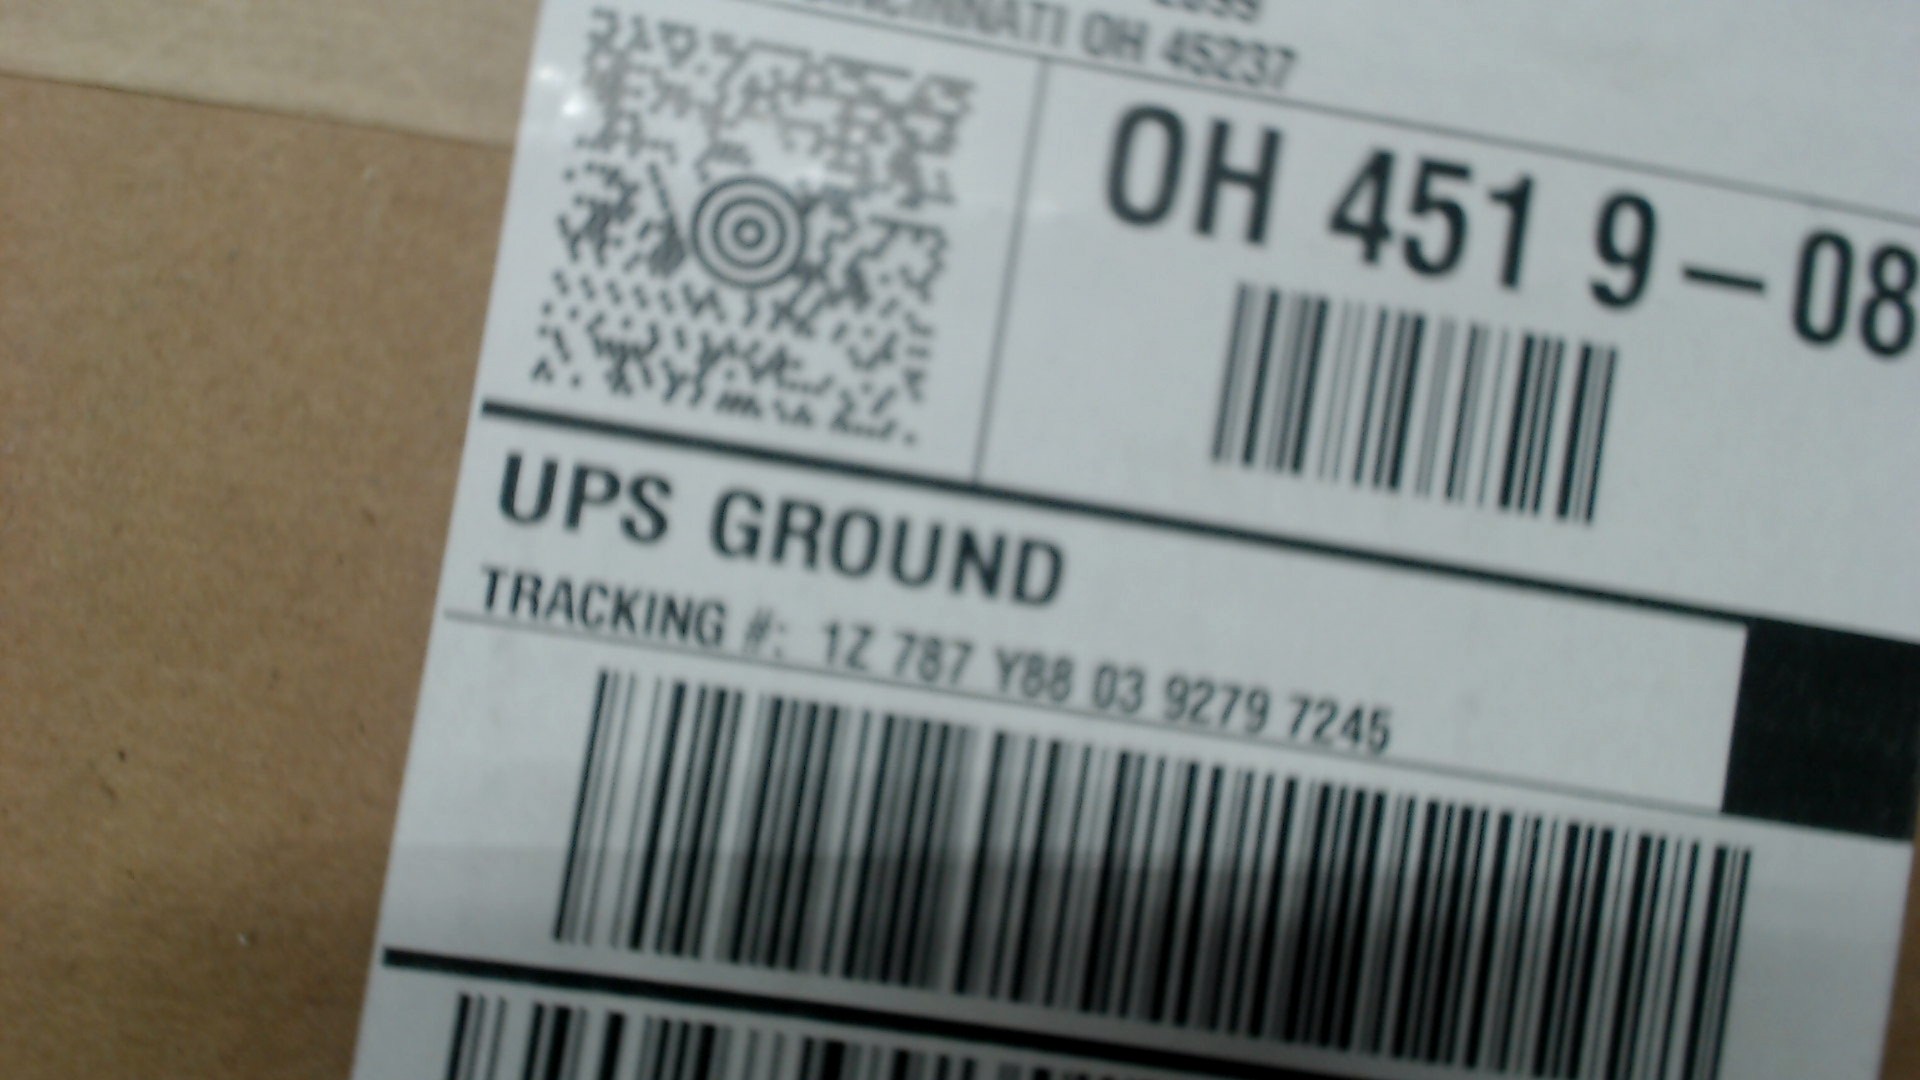 CINCINNATI OH 45237
OH 451 9-08
UPS GROUND
TRACKING #: 1Z 787 Y88 03 9279 7245